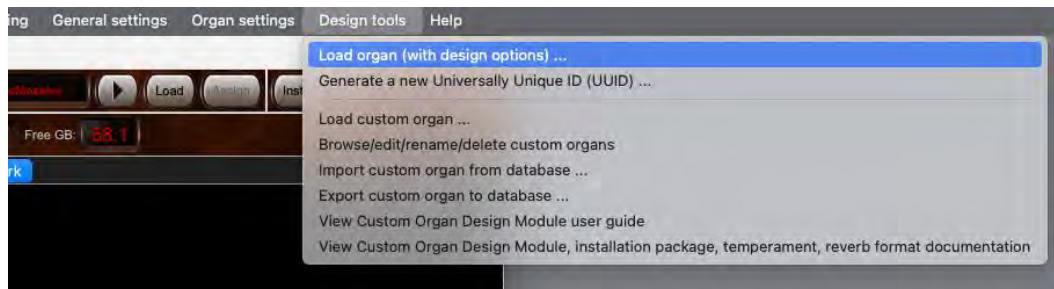 ing General settings Organ settings Design tools Help
Load organ (with design options) ...
Generate a new Universally Unique ID (UUID) ...
Load Inst
Load custom organ ...
Free GB: 58.1
Browse/edit/rename/delete custom organs
rk
Import custom organ from database ...
Export custom organ to database ...
View Custom Organ Design Module user guide
View Custom Organ Design Module, installation package, temperament, reverb format documentation